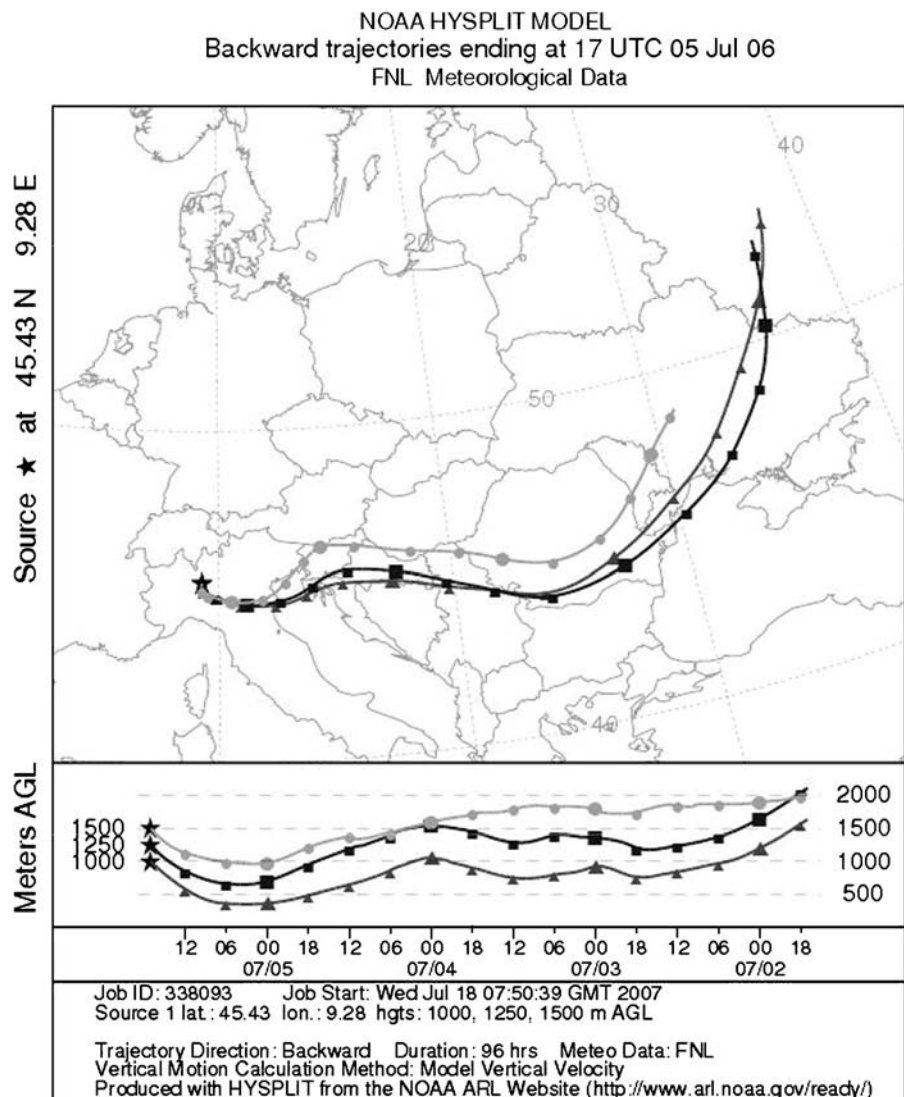 NOAA HYSPLIT MODEL
Backward trajectories ending at 17 UTC 05 Jul 06
FNL Meteorological Data
Source ★ at 45.43 N 9.28 E
40
30
20
10
50
40
Meters AGL
1500
1250
1000
2000
1500
1000
500
12 06 00 18 12 06 00 18 12 06 00 18 12 06 00 18
07/05 07/04 07/03 07/02
Job ID: 338093 Job Start: Wed Jul 18 07:50:39 GMT 2007
Source 1 lat.: 45.43 lon.: 9.28 hgts: 1000, 1250, 1500 m AGL
Trajectory Direction: Backward Duration: 96 hrs Meteo Data: FNL
Vertical Motion Calculation Method: Model Vertical Velocity
Produced with HYSPLIT from the NOAA ARL Website (http://www.arl.noaa.gov/ready/)